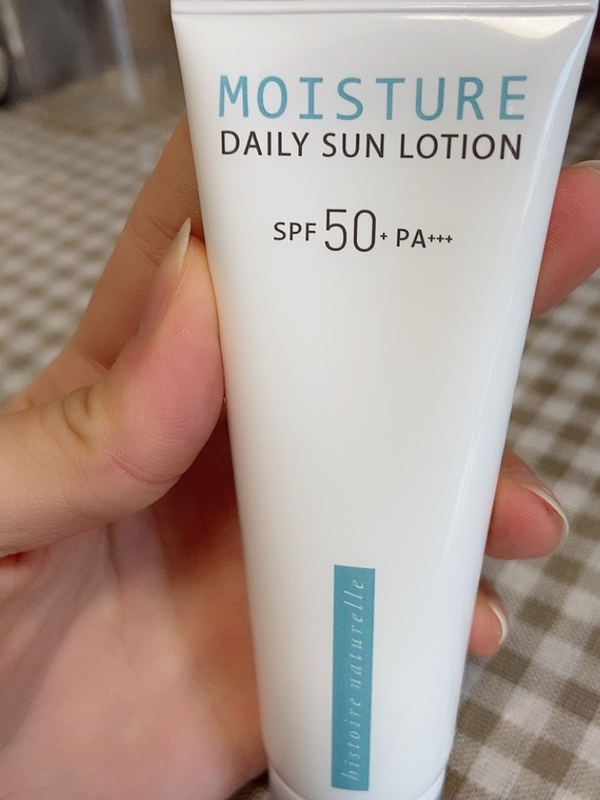 MOISTURE
DAILY SUN LOTION
SPF 50+ PA+++
histoire naturelle